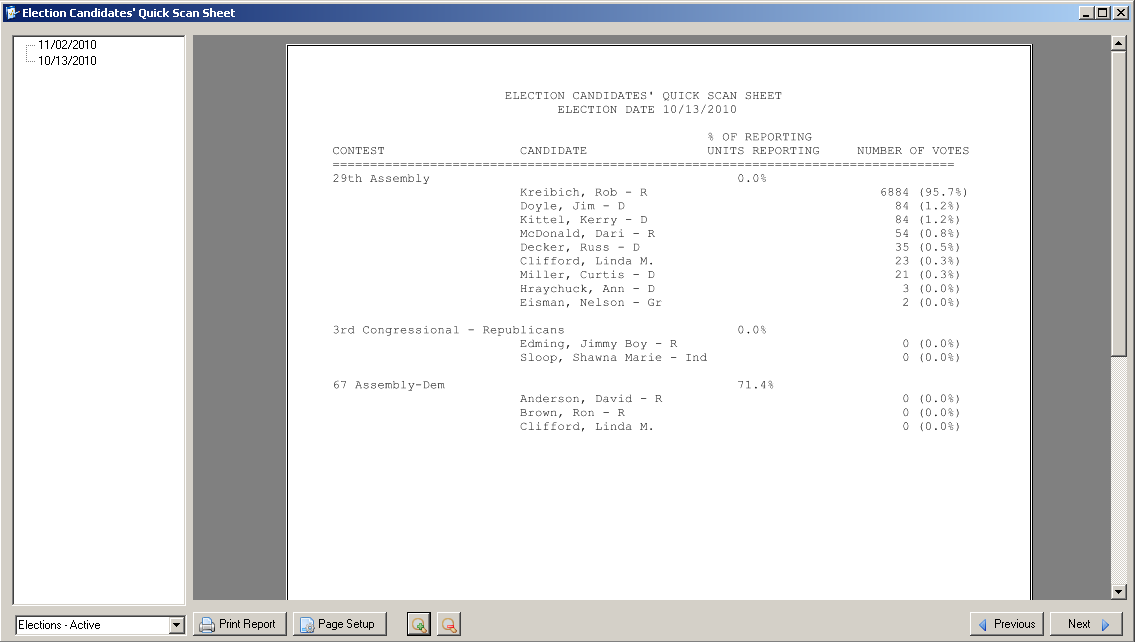 Election Candidates' Quick Scan Sheet
11/02/2010
10/13/2010
ELECTION CANDIDATES' QUICK SCAN SHEET
ELECTION DATE 10/13/2010
% OF REPORTING
CONTEST CANDIDATE UNITS REPORTING NUMBER OF VOTES
===================================================================================
29th Assembly 0.0%
Kreibich, Rob - R 6884 (95.7%)
Doyle, Jim - D 84 (1.2%)
Kittel, Kerry - D 84 (1.2%)
McDonald, Dari - R 54 (0.8%)
Decker, Russ - D 35 (0.5%)
Clifford, Linda M. 23 (0.3%)
Miller, Curtis - D 21 (0.3%)
Hraychuck, Ann - D 3 (0.0%)
Eisman, Nelson - Gr 2 (0.0%)
3rd Congressional - Republicans 0.0%
Edming, Jimmy Boy - R 0 (0.0%)
Sloop, Shawna Marie - Ind 0 (0.0%)
67 Assembly-Dem 71.4%
Anderson, David - R 0 (0.0%)
Brown, Ron - R 0 (0.0%)
Clifford, Linda M. 0 (0.0%)
Elections - Active Print Report Page Setup Previous Next